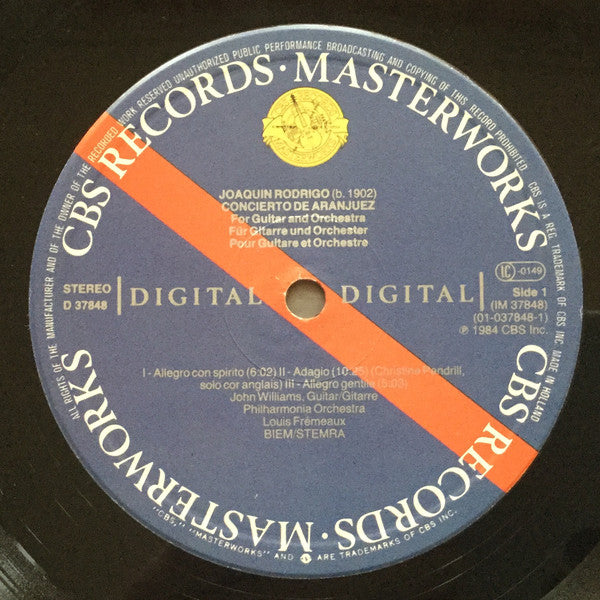 ALL RIGHTS OF THE MANUFACTURER AND OF THE OWNER OF THE RECORDED WORK RESERVED UNAUTHORIZED PUBLIC PERFORMANCE BROADCASTING AND COPYING OF THIS RECORD PROHIBITED. CBS IS A REG. TRADEMARK OF CBS INC. MADE IN HOLLAND
CBS RECORDS · MASTERWORKS
JOAQUIN RODRIGO (b. 1902)
CONCIERTO DE ARANJUEZ
For Guitar and Orchestra
Für Gitarre und Orchester
Pour Guitare et Orchestre
STEREO
D 37848
DIGITAL
DIGITAL
LC -0149
Side 1
(IM 37848)
(01-037848-1)
℗ 1984 CBS Inc.
I - Allegro con spirito (6:02) II - Adagio (10:25) (Christine Pendrill,
solo cor anglais) III - Allegro gentile (5:03)
John Williams, Guitar/Gitarre
Philharmonia Orchestra
Louis Frémeaux
BIEM/STEMRA
CBS RECORDS · MASTERWORKS
"CBS," "MASTERWORKS" AND ARE TRADEMARKS OF CBS INC.